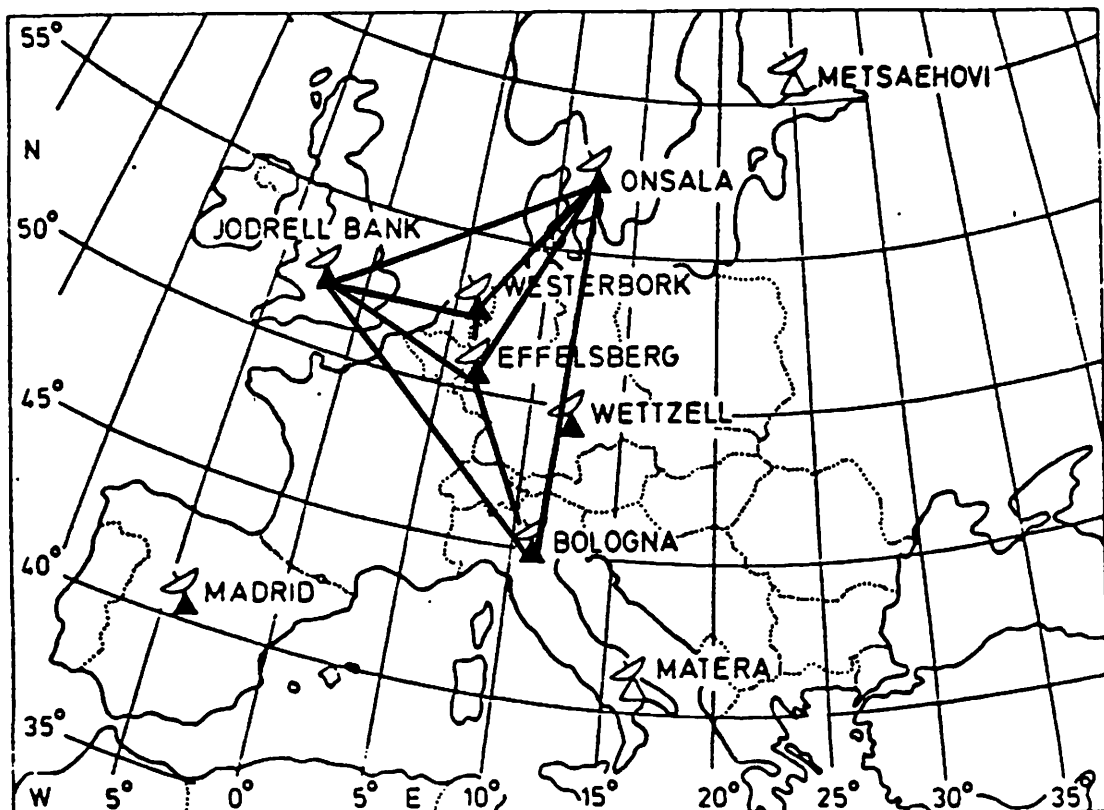 55°
METSAEHOVI
N
ONSALA
50°
JODRELL BANK
WESTERBORK
EFFELSBERG
45°
WETTZELL
BOLOGNA
40°
MADRID
MATERA
35°
W 5° 0° 5° E 10° 15° 20° 25° 30° 35°